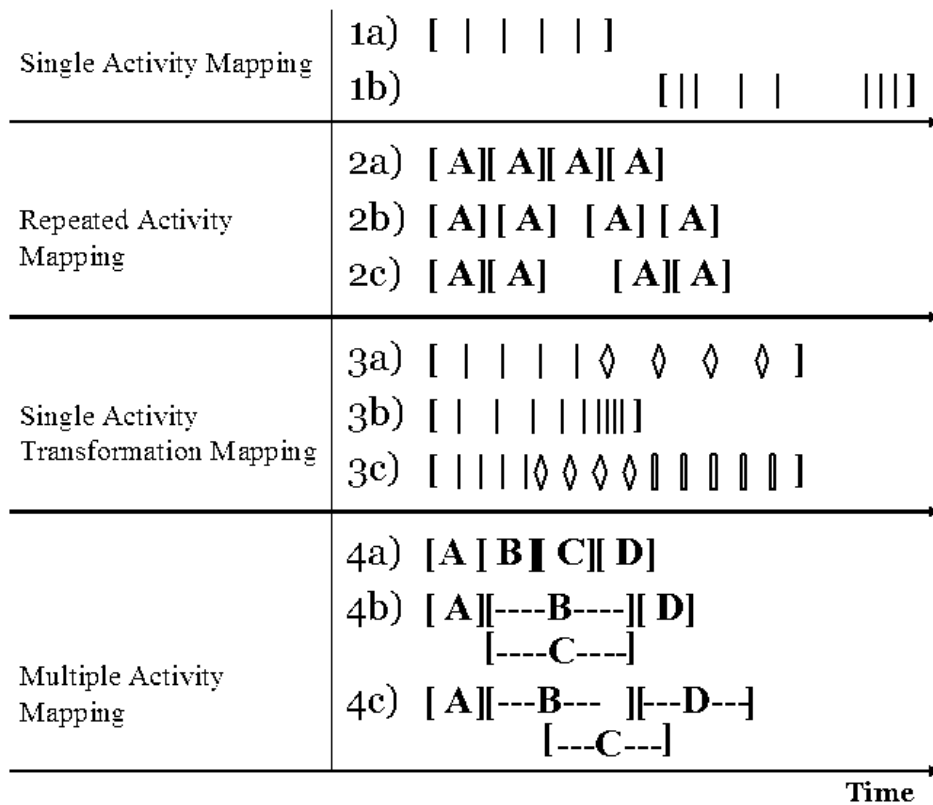 Single Activity Mapping
1a) [ | | | | ]
1b) [ | | | | | | | | ]
Repeated Activity
Mapping
2a) [ A][ A][ A][ A]
2b) [ A] [ A] [ A] [ A]
2c) [ A][ A] [ A][ A]
Single Activity
Transformation Mapping
3a) [ | | | | ◊ ◊ ◊ ◊ ]
3b) [ | | | | | | | | | | ]
3c) [ | | | | ◊ ◊ ◊ ◊ ▯ ▯ ▯ ▯ ▯ ]
Multiple Activity
Mapping
4a) [A [ B][ C][ D]
4b) [ A][----B----][ D]
[----C----]
4c) [ A][---B--- ][---D---]
[---C---]
Time